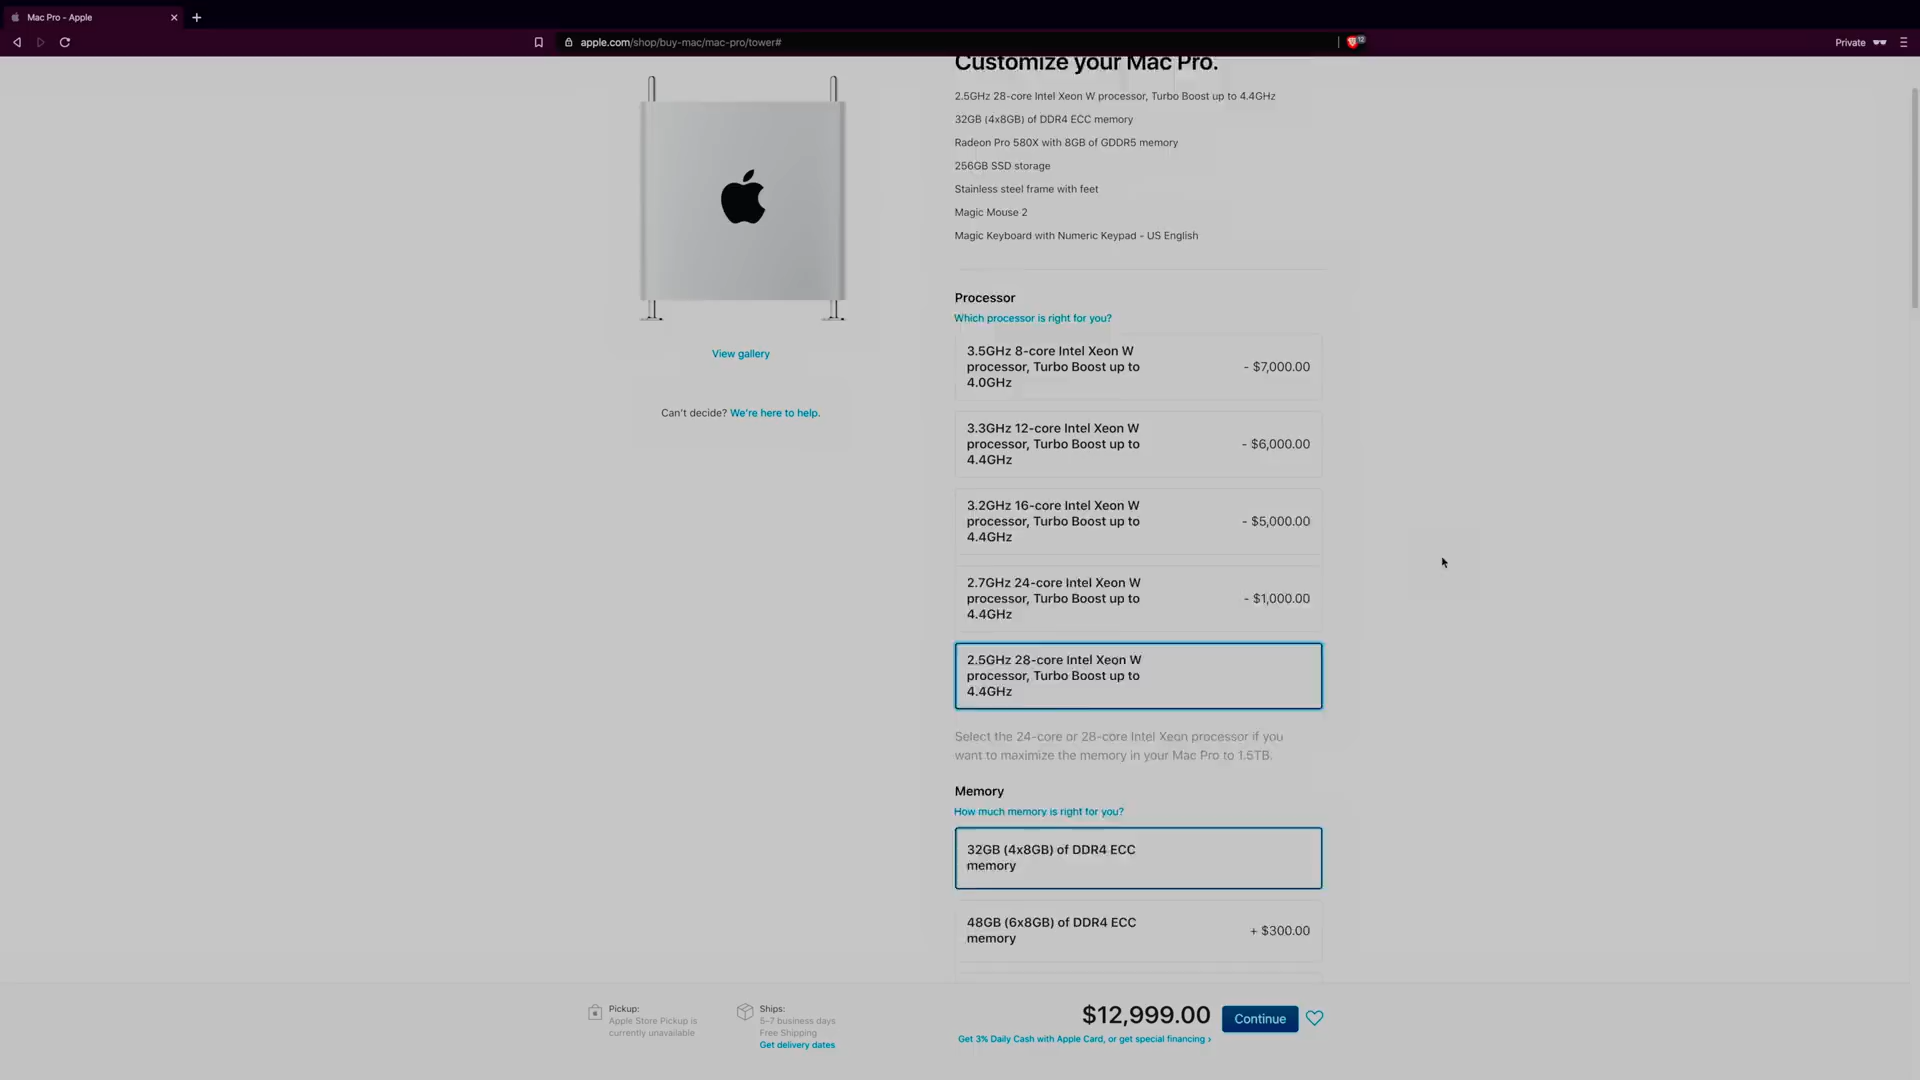 Mac Pro - Apple
apple.com/shop/buy-mac/mac-pro/tower#
12
Private
Customize your Mac Pro.
2.5GHz 28-core Intel Xeon W processor, Turbo Boost up to 4.4GHz
32GB (4x8GB) of DDR4 ECC memory
Radeon Pro 580X with 8GB of GDDR5 memory
256GB SSD storage
Stainless steel frame with feet
Magic Mouse 2
Magic Keyboard with Numeric Keypad - US English
View gallery
Can't decide? We're here to help.
Processor
Which processor is right for you?
3.5GHz 8-core Intel Xeon W
processor, Turbo Boost up to
4.0GHz
- $7,000.00
3.3GHz 12-core Intel Xeon W
processor, Turbo Boost up to
4.4GHz
- $6,000.00
3.2GHz 16-core Intel Xeon W
processor, Turbo Boost up to
4.4GHz
- $5,000.00
2.7GHz 24-core Intel Xeon W
processor, Turbo Boost up to
4.4GHz
- $1,000.00
2.5GHz 28-core Intel Xeon W
processor, Turbo Boost up to
4.4GHz
Select the 24-core or 28-core Intel Xeon processor if you
want to maximize the memory in your Mac Pro to 1.5TB.
Memory
How much memory is right for you?
32GB (4x8GB) of DDR4 ECC
memory
48GB (6x8GB) of DDR4 ECC
memory
+ $300.00
Pickup:
Apple Store Pickup is
currently unavailable
Ships:
5–7 business days
Free Shipping
Get delivery dates
$12,999.00
Continue
Get 3% Daily Cash with Apple Card, or get special financing ›